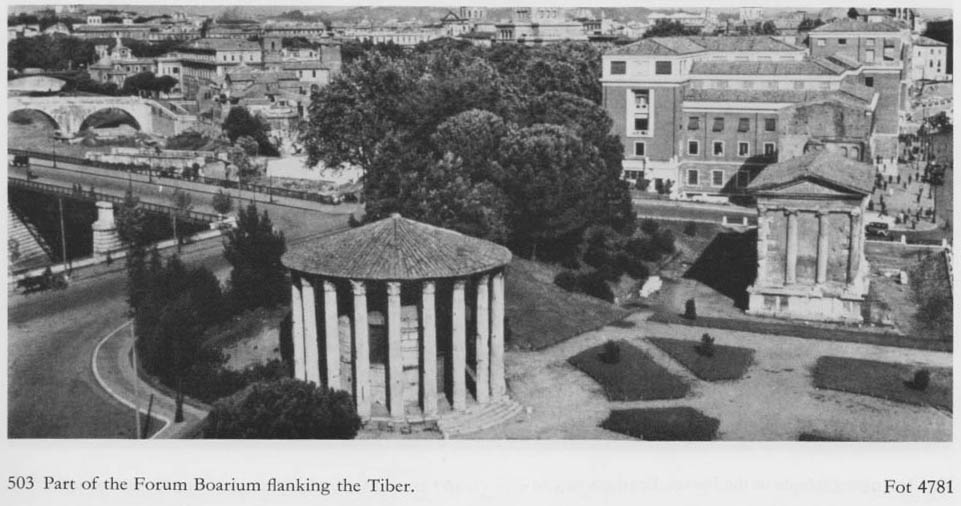 503 Part of the Forum Boarium flanking the Tiber. Fot 4781